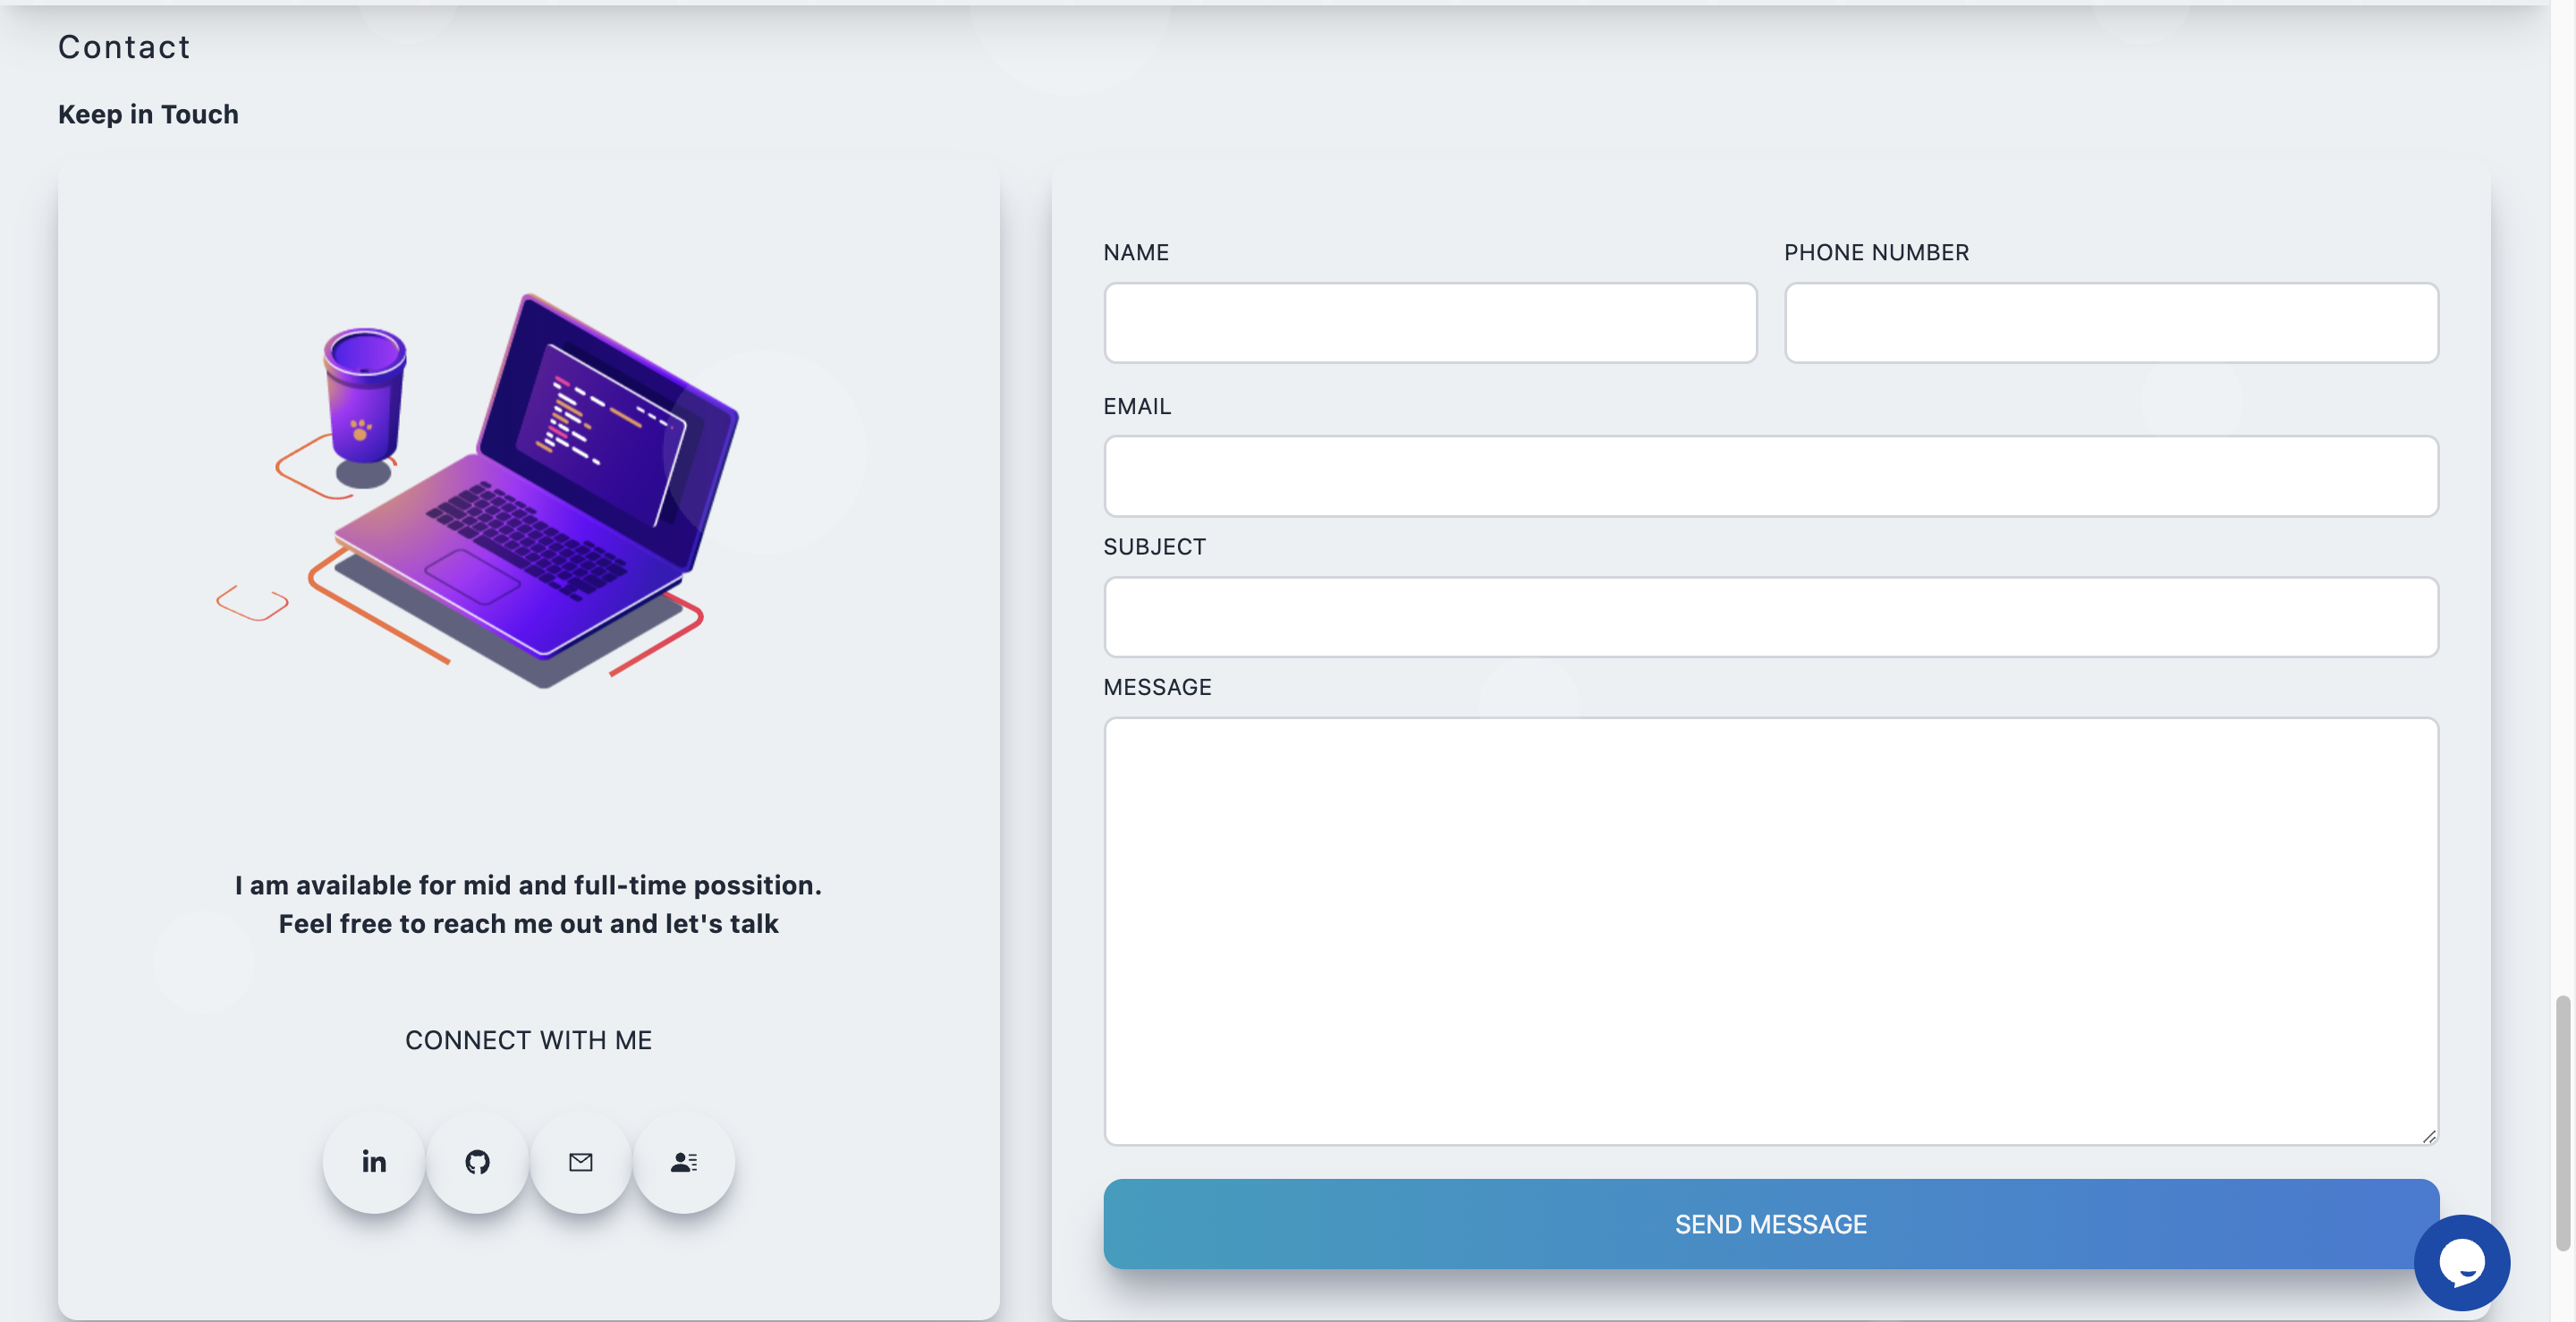 Contact
Keep in Touch
I am available for mid and full-time possition.
Feel free to reach me out and let's talk
CONNECT WITH ME
in
NAME
PHONE NUMBER
EMAIL
SUBJECT
MESSAGE
SEND MESSAGE